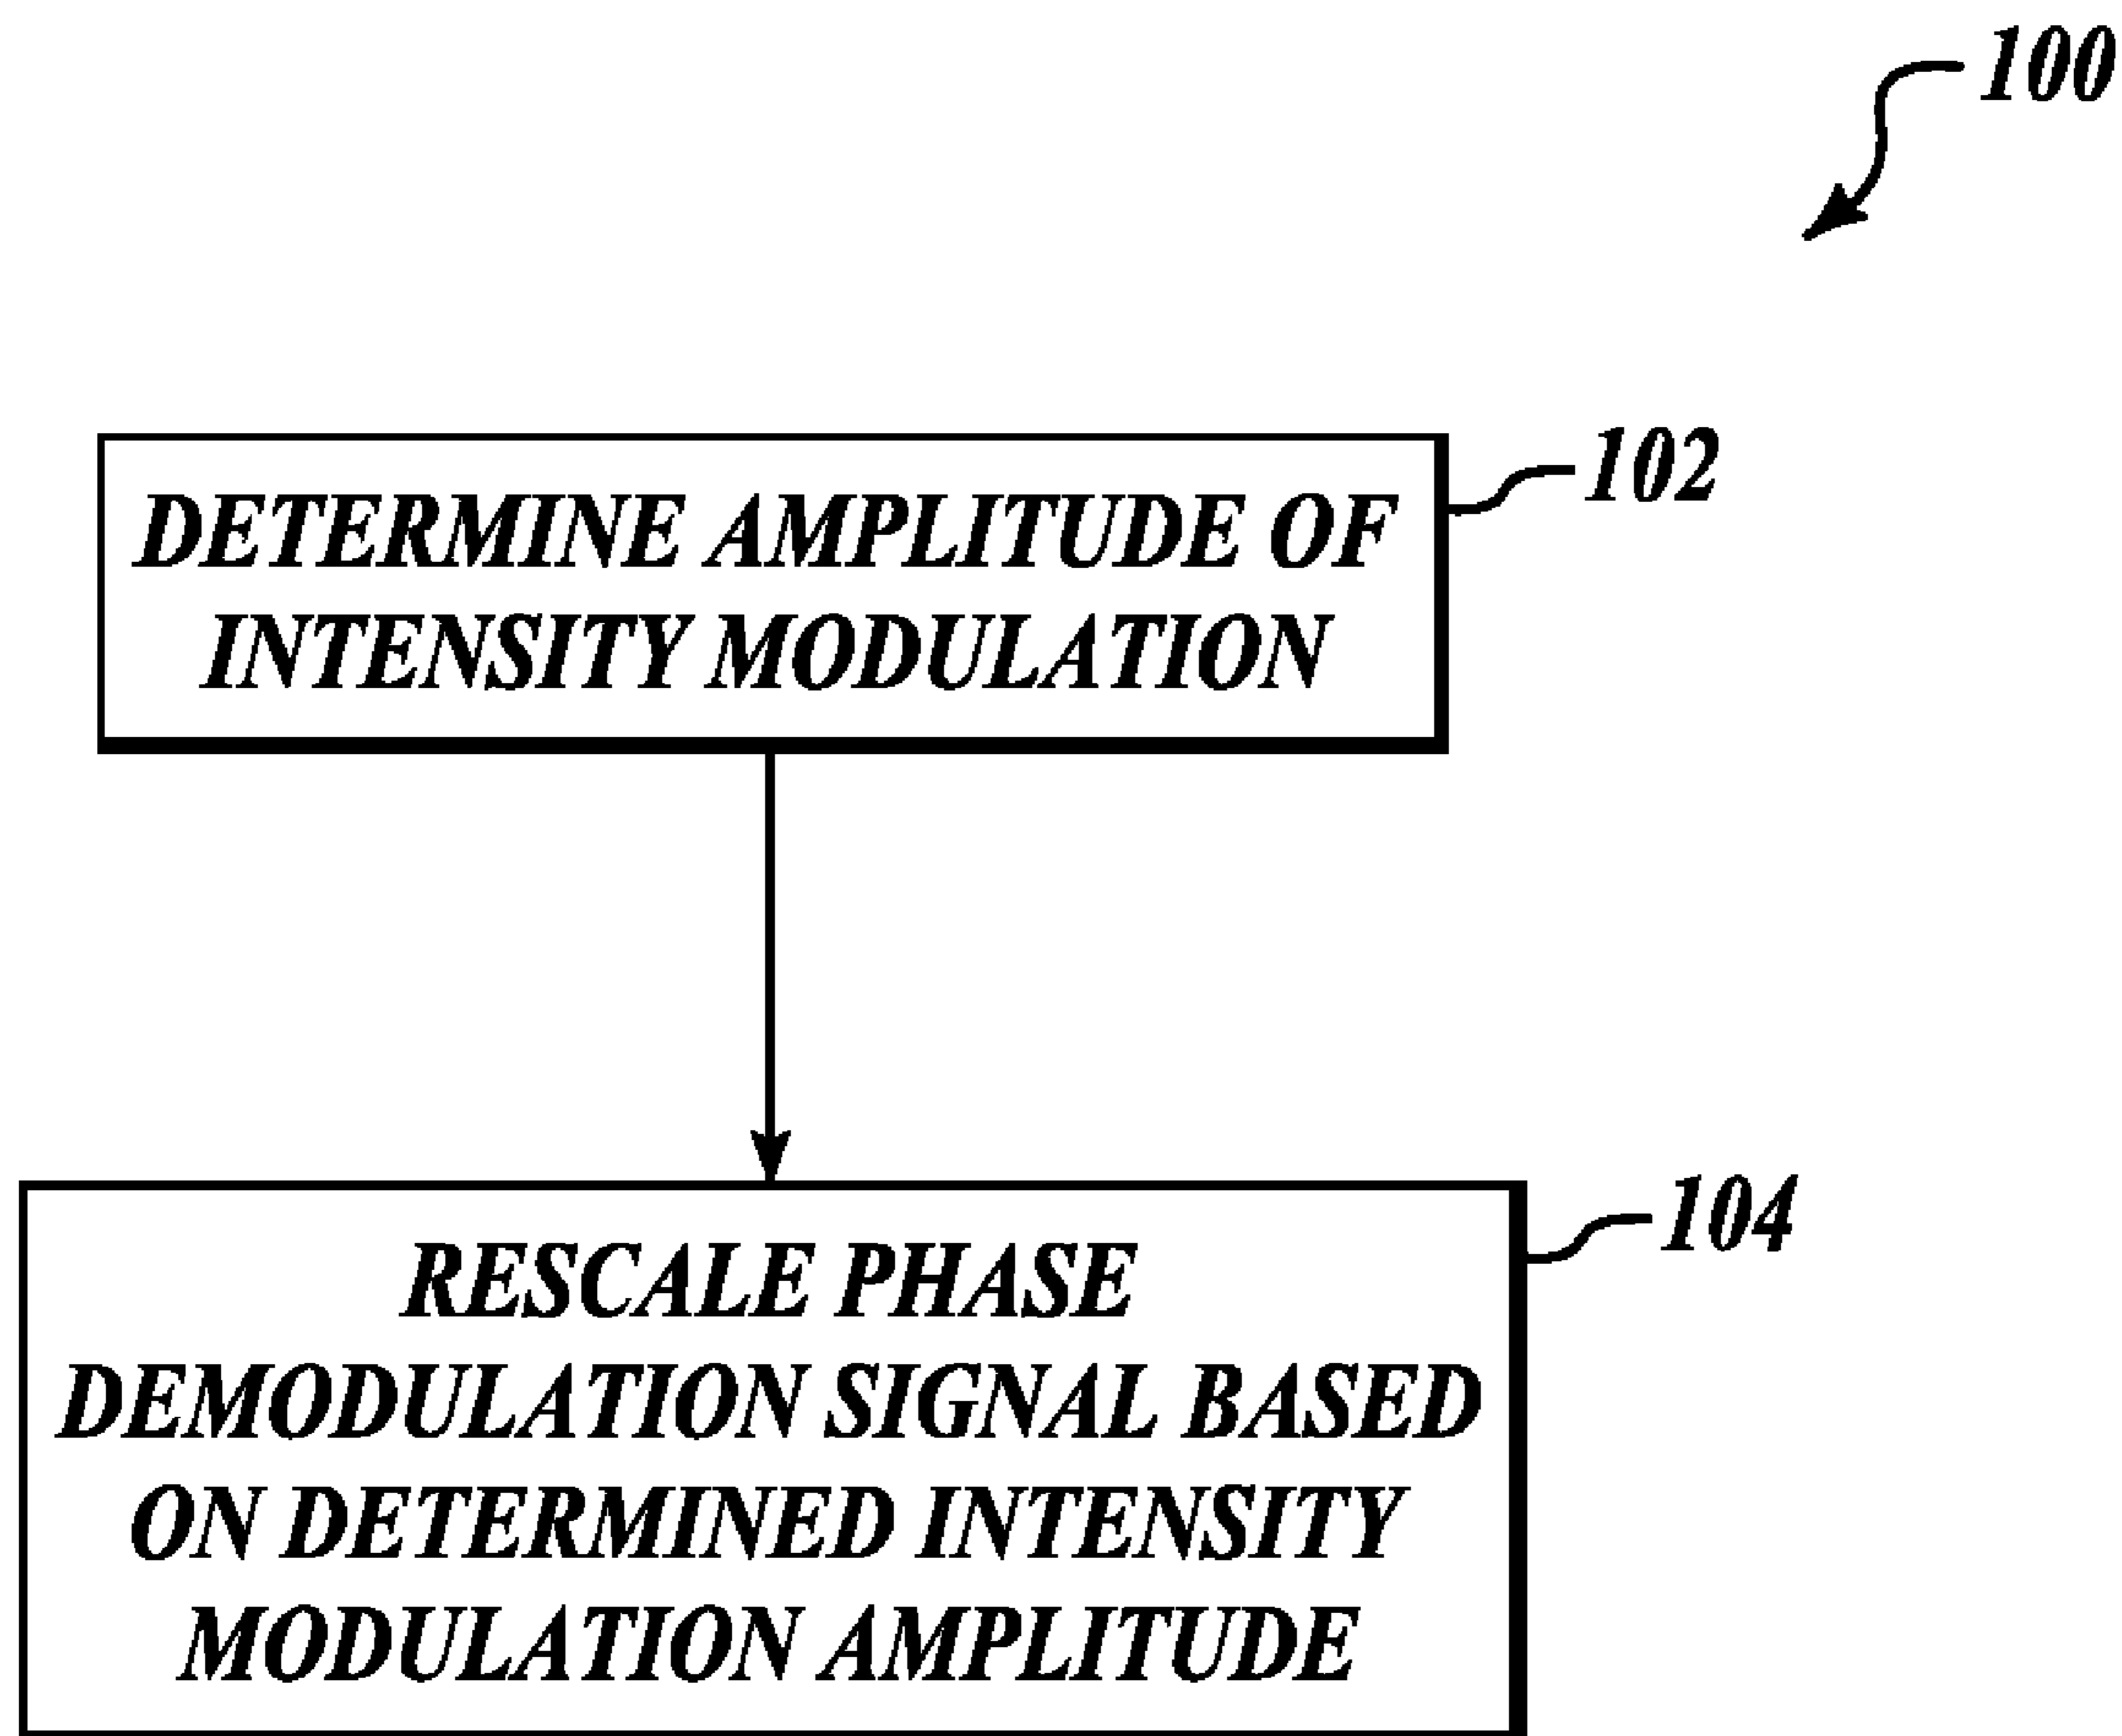 100
102
DETERMINE AMPLITUDE OF
INTENSITY MODULATION
104
RESCALE PHASE
DEMODULATION SIGNAL BASED
ON DETERMINED INTENSITY
MODULATION AMPLITUDE